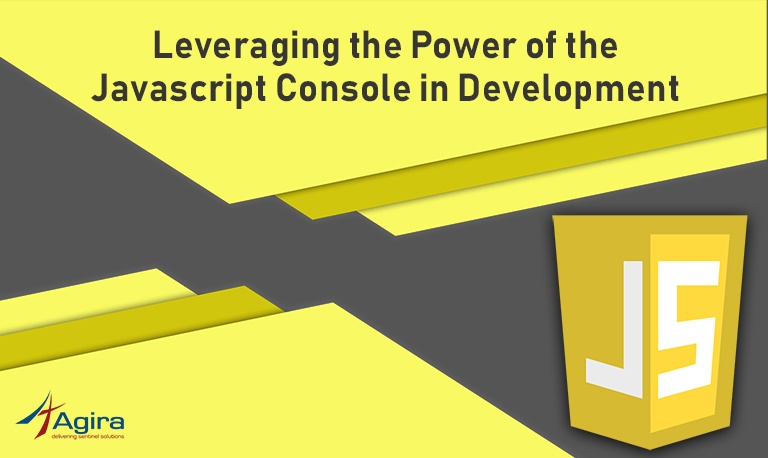 Leveraging the Power of the
Javascript Console in Development
JS
Agira
delivering sentinel solutions